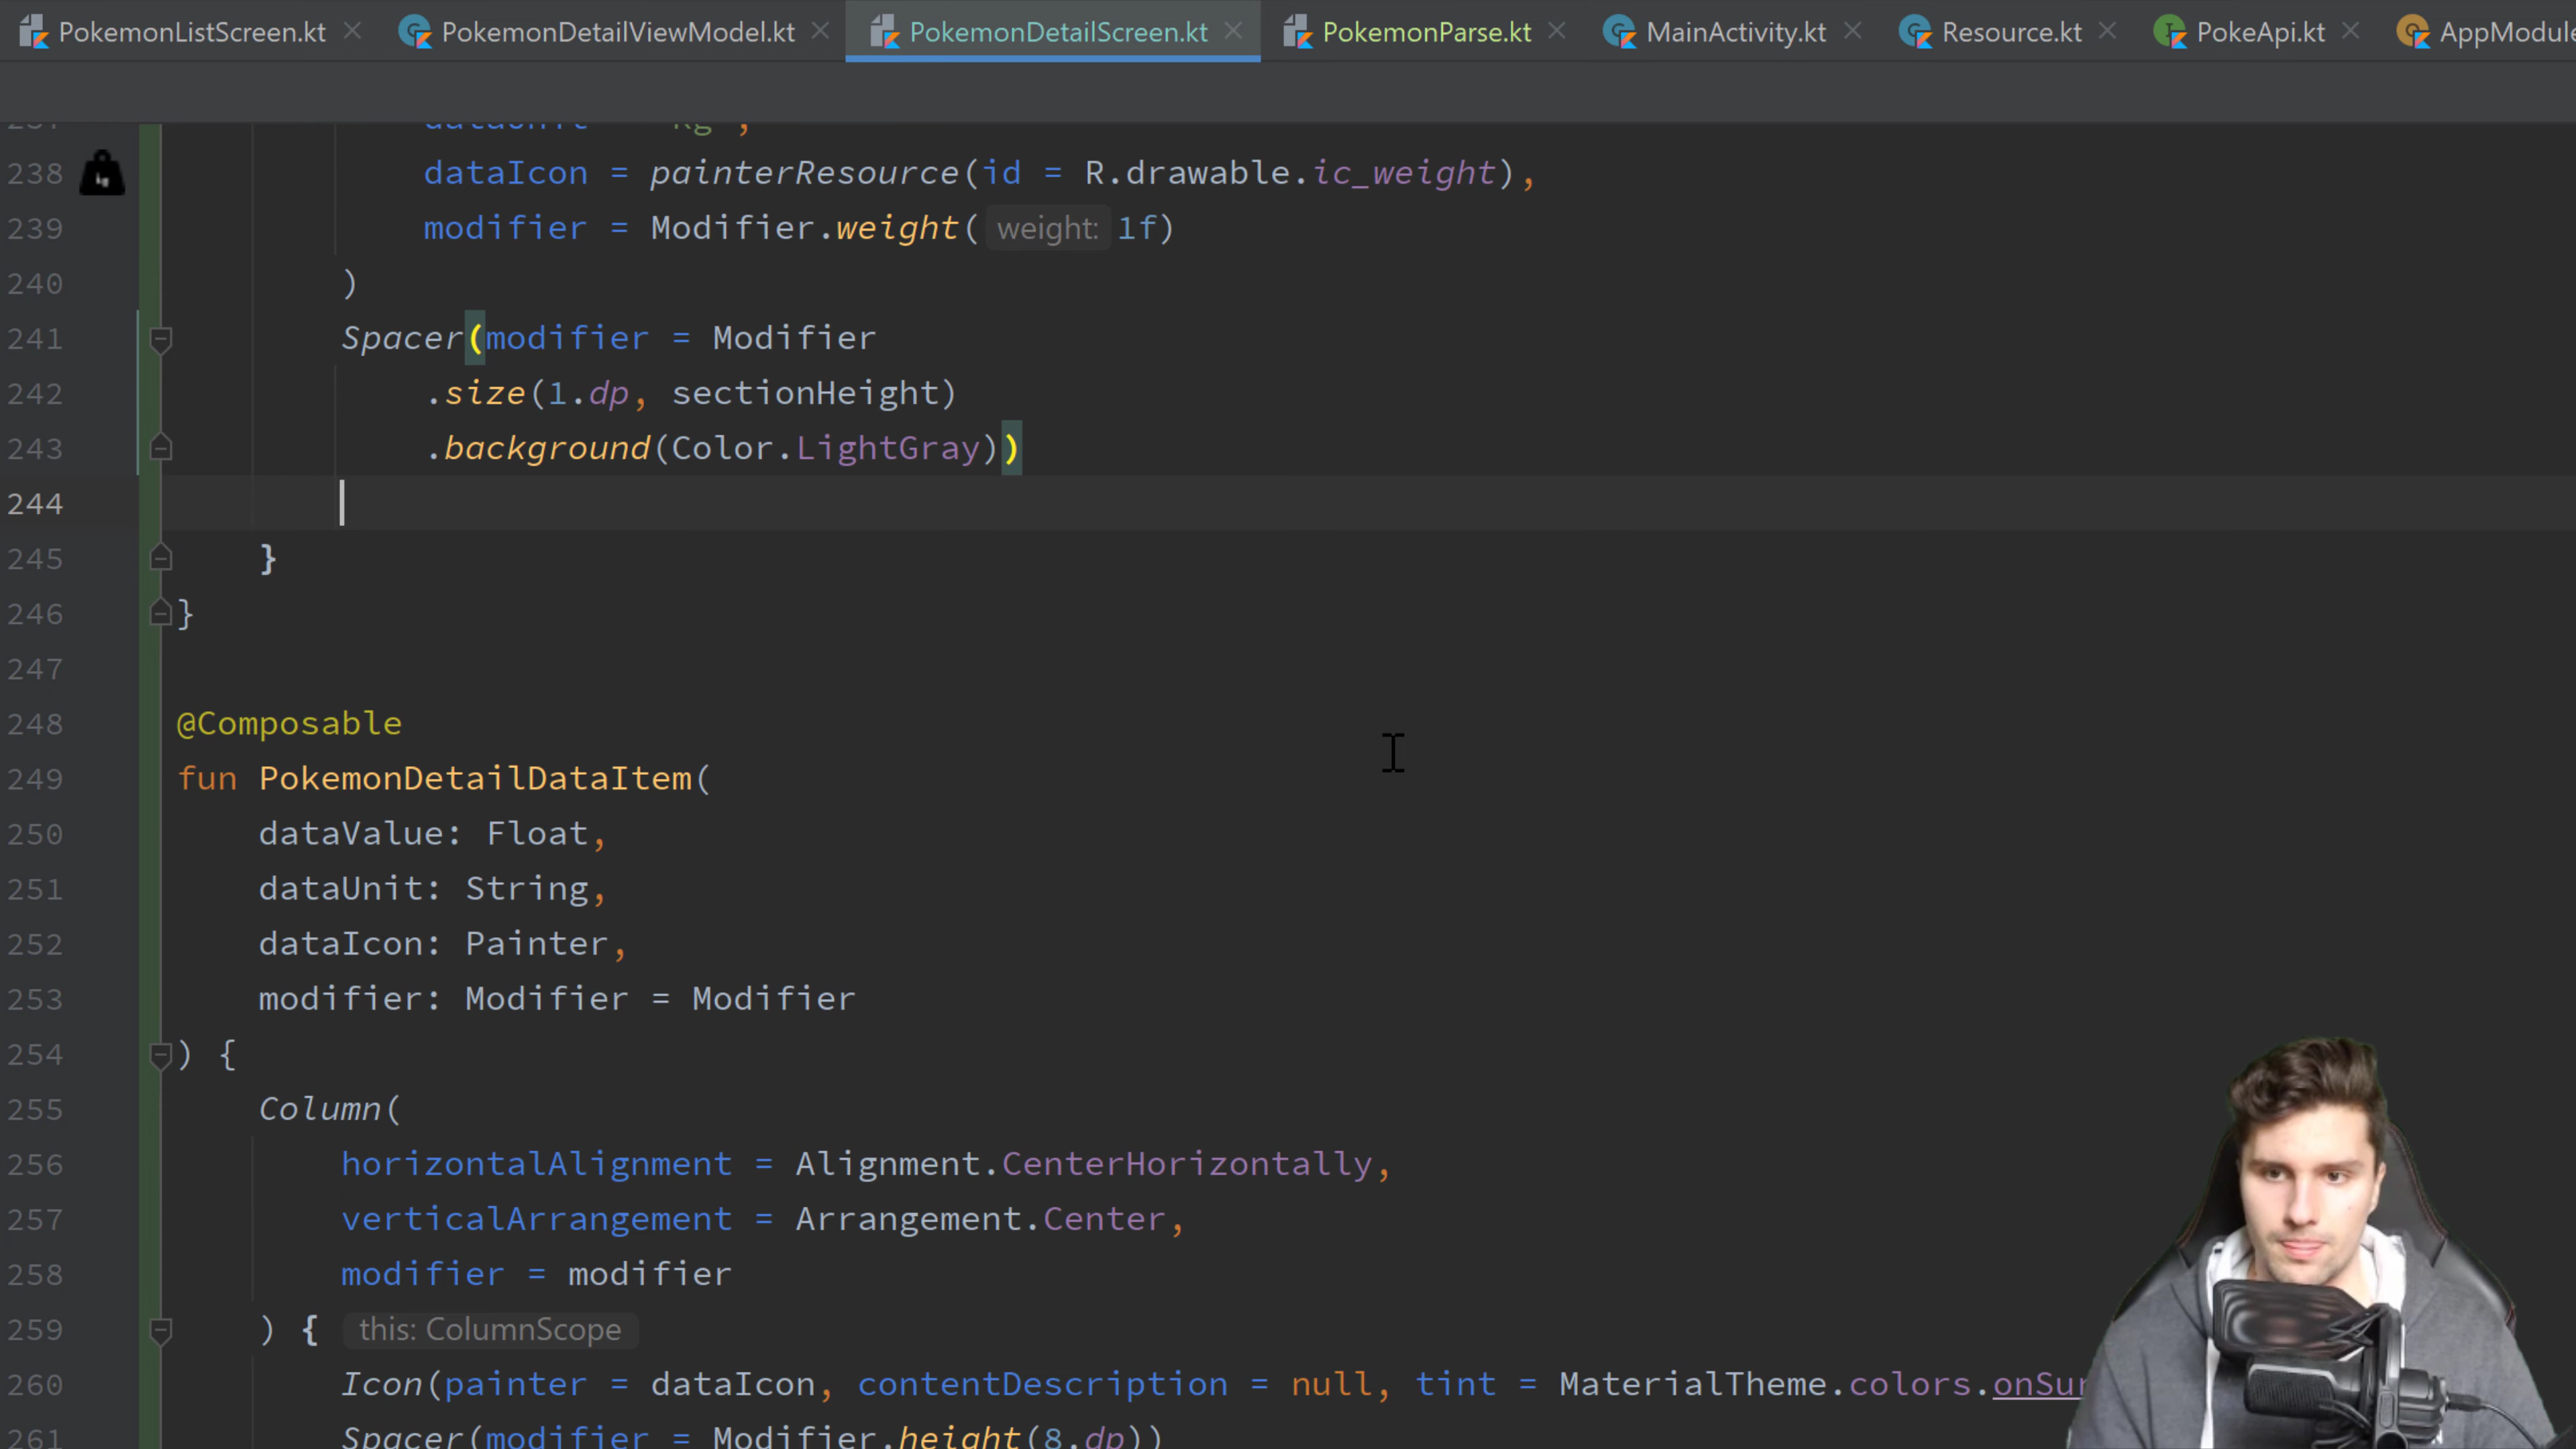 PokemonListScreen.kt PokemonDetailViewModel.kt PokemonDetailScreen.kt PokemonParse.kt MainActivity.kt Resource.kt PokeApi.kt
238 dataIcon = painterResource(id = R.drawable.ic_weight),
239 modifier = Modifier.weight( weight: 1f)
240 )
241 Spacer(modifier = Modifier
242 .size(1.dp, sectionHeight)
243 .background(Color.LightGray))
244
245 }
246 }
247
248 @Composable
249 fun PokemonDetailDataItem(
250 dataValue: Float,
251 dataUnit: String,
252 dataIcon: Painter,
253 modifier: Modifier = Modifier
254 ) {
255 Column(
256 horizontalAlignment = Alignment.CenterHorizontally,
257 verticalArrangement = Arrangement.Center,
258 modifier = modifier
259 ) { this: ColumnScope
260 Icon(painter = dataIcon, contentDescription = null, tint = MaterialTheme.colors.
261 Spacer(modifier = Modifier.height(8.dp))